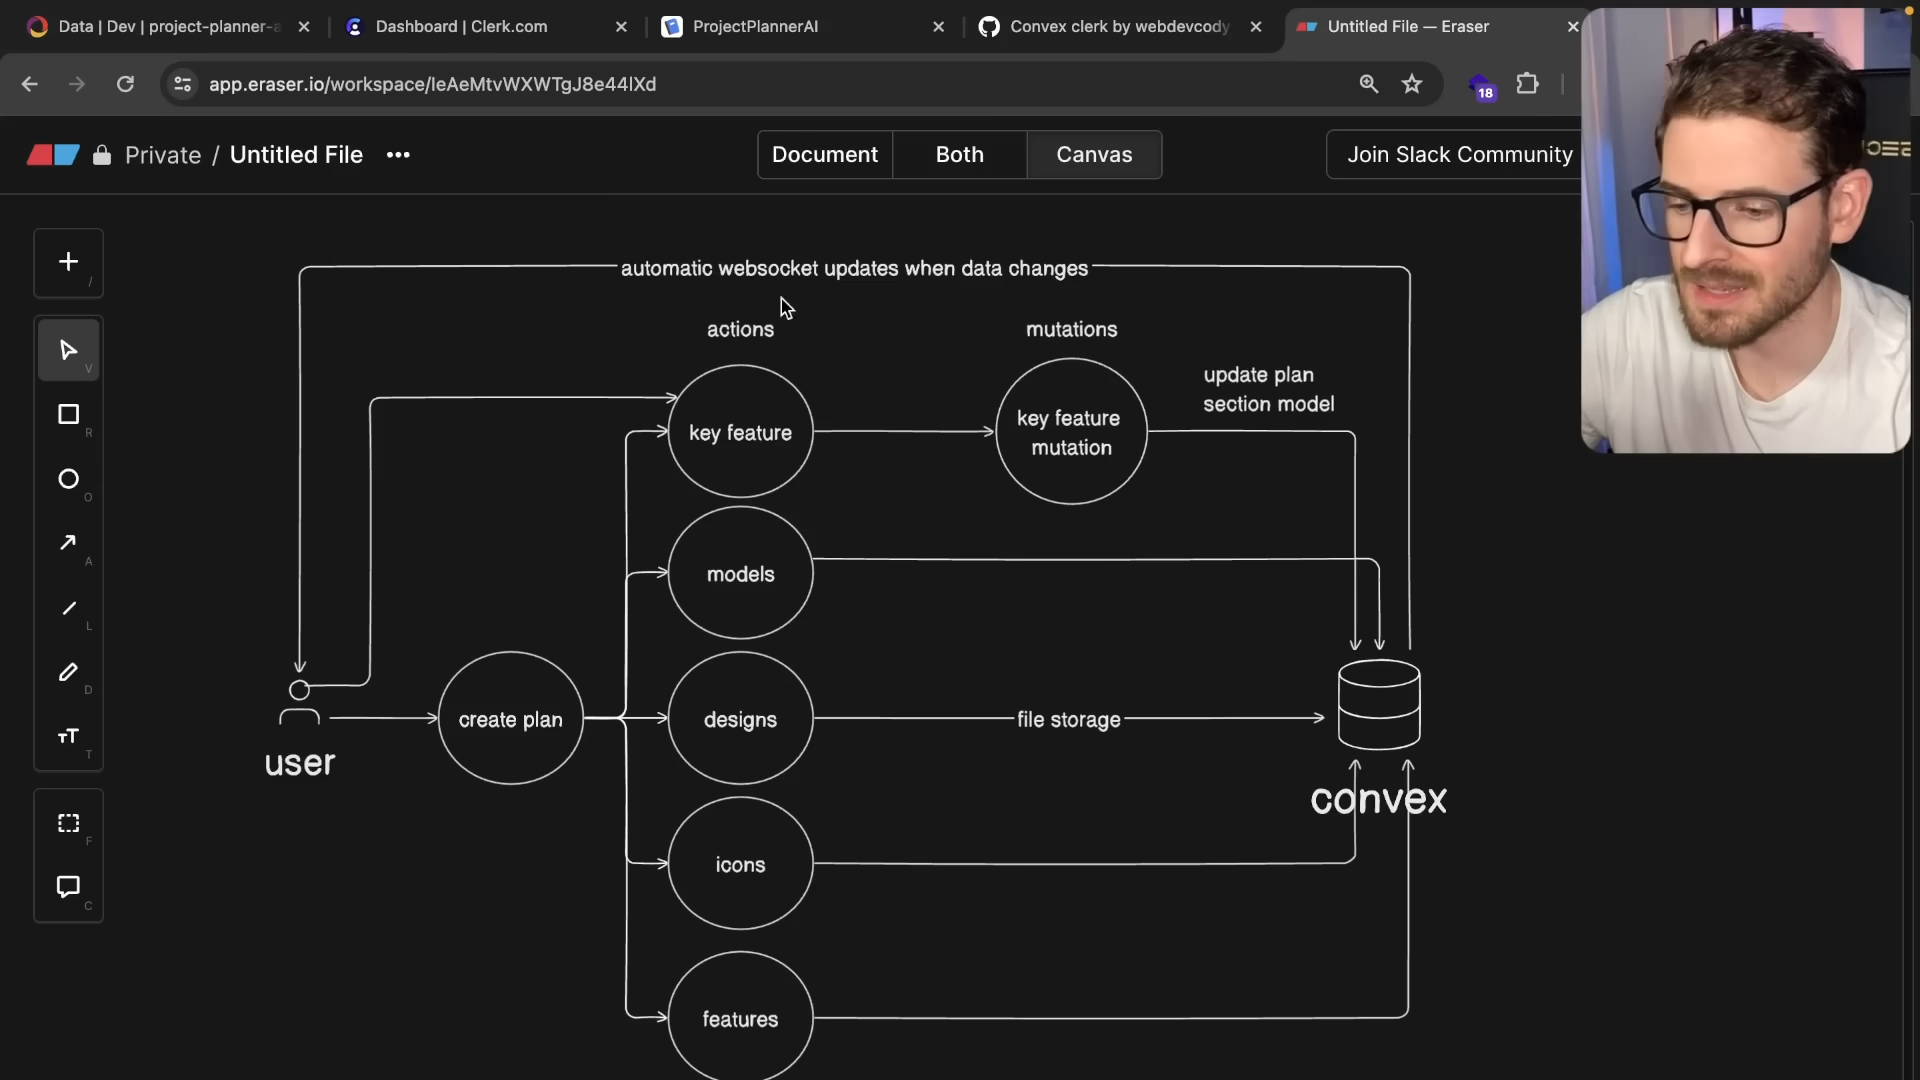 Data | Dev | project-planner-a
Dashboard | Clerk.com
ProjectPlannerAI
Convex clerk by webdevcody
Untitled File — Eraser
app.eraser.io/workspace/IeAeMtvWXWTgJ8e44IXd
18
Private / Untitled File
Document
Both
Canvas
Join Slack Community
/
V
R
O
A
L
D
T
F
C
automatic websocket updates when data changes
actions
mutations
key feature
key feature
mutation
update plan
section model
models
user
create plan
designs
file storage
convex
icons
features